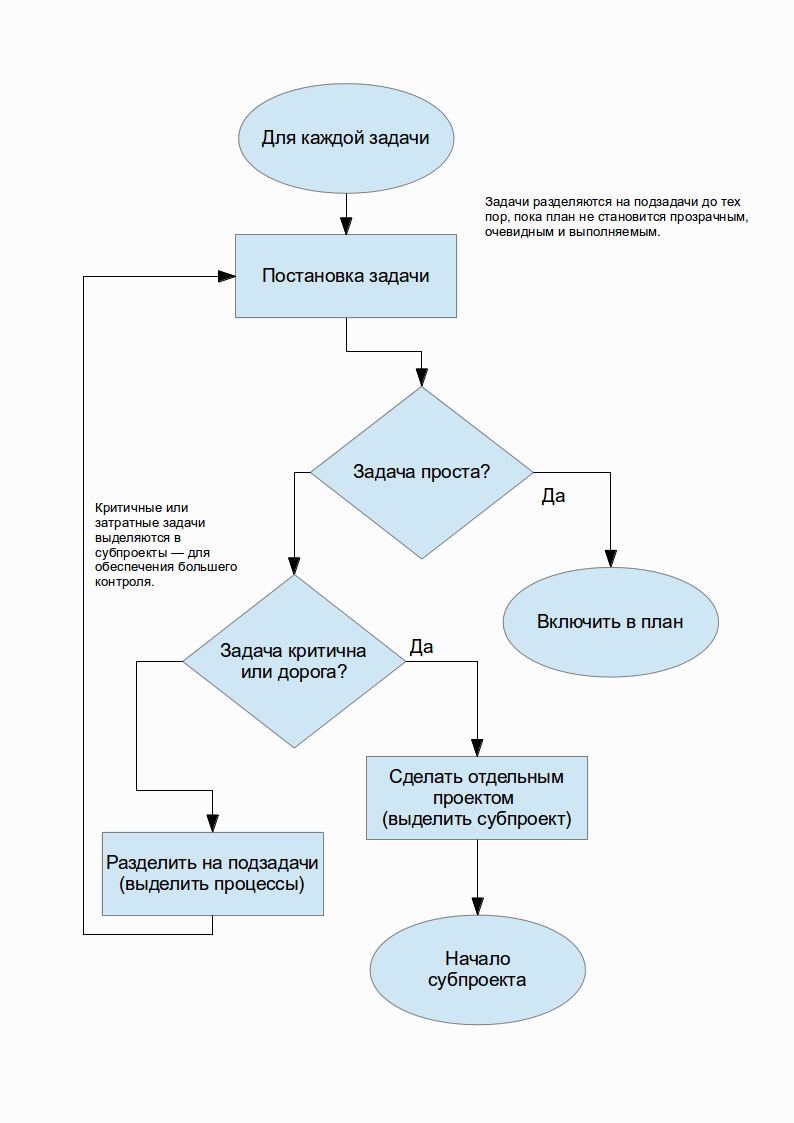 Для каждой задачи
Задачи разделяются на подзадачи до тех
пор, пока план не становится прозрачным,
очевидным и выполняемым.
Постановка задачи
Задача проста?
Да
Критичные или
затратные задачи
выделяются в
субпроекты — для
обеспечения большего
контроля.
Включить в план
Задача критична
или дорога?
Да
Сделать отдельным
проектом
(выделить субпроект)
Разделить на подзадачи
(выделить процессы)
Начало
субпроекта